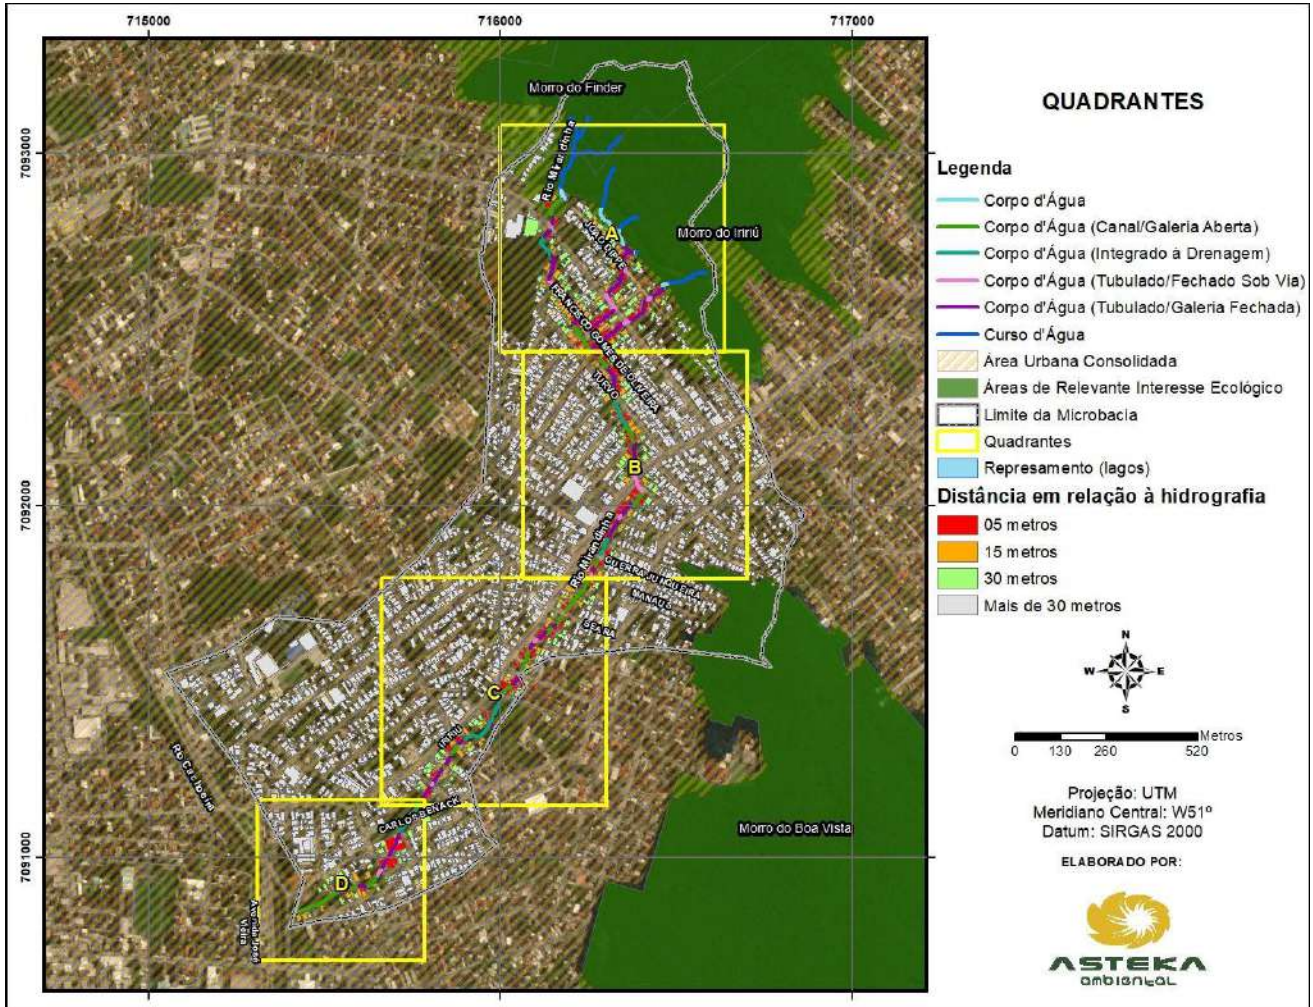 715000
716000
717000
7093000
7092000
7091000
Morro do Finder
Rio Mirandinha
Morro do Iririú
A
JOÃO DIPPE
FRANCISCO GOMES DE OLIVEIRA
TUPVO
B
Rio Mirandinha
GUERRA JUNQUEIRA
MANAUS
C
IRIRIÚ
Rio Cachoeira
CARLOS BENACK
Morro do Boa Vista
D
Avenida José
Vieira
QUADRANTES
Legenda
Corpo d'Água
Corpo d'Água (Canal/Galeria Aberta)
Corpo d'Água (Integrado à Drenagem)
Corpo d'Água (Tubulado/Fechado Sob Via)
Corpo d'Água (Tubulado/Galeria Fechada)
Curso d'Água
Área Urbana Consolidada
Áreas de Relevante Interesse Ecológico
Limite da Microbacia
Quadrantes
Represamento (lagos)
Distância em relação à hidrografia
05 metros
15 metros
30 metros
Mais de 30 metros
N
W E
S
Metros
0 130 260 520
Projeção: UTM
Meridiano Central: W51º
Datum: SIRGAS 2000
ELABORADO POR:
ASTEKA
ambiental